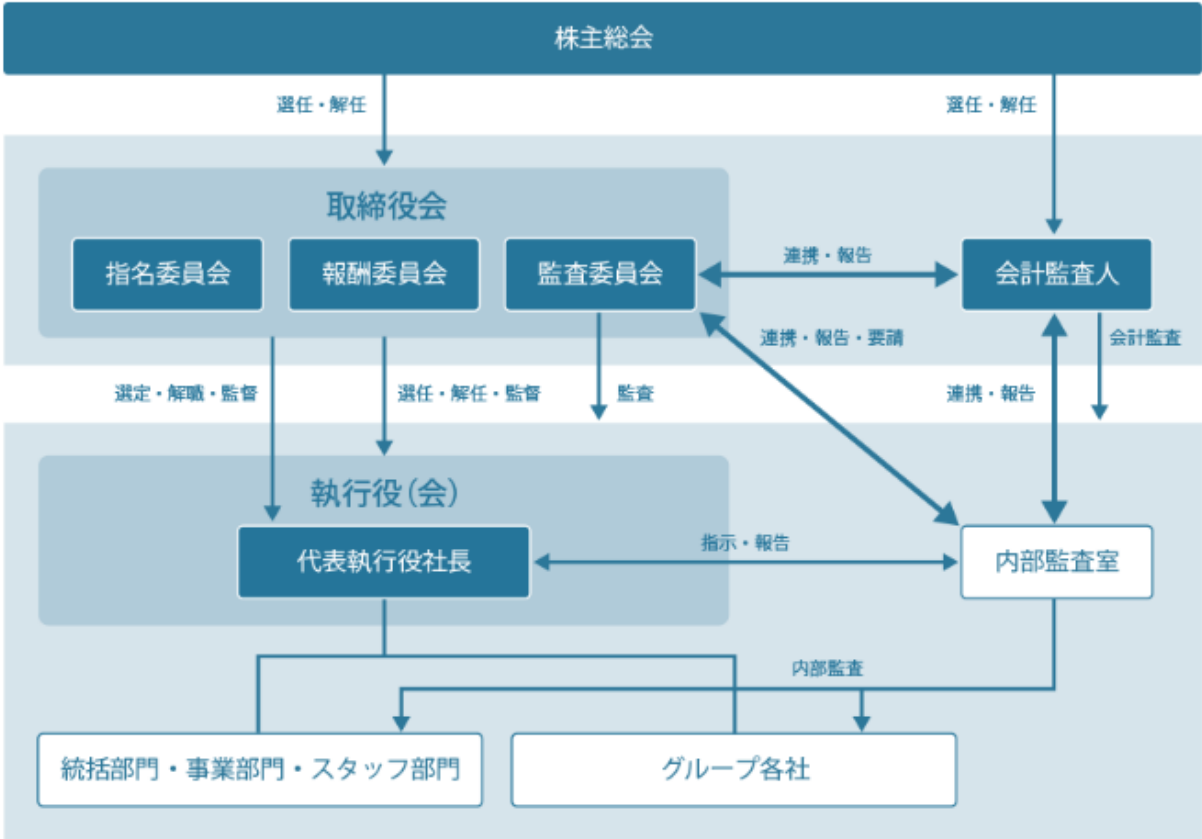 株主総会
選任・解任
選任・解任
取締役会
指名委員会
報酬委員会
監査委員会
連携・報告
会計監査人
連携・報告・要請
会計監査
選定・解職・監督
選任・解任・監督
監査
連携・報告
執行役(会)
代表執行役社長
指示・報告
内部監査室
内部監査
統括部門・事業部門・スタッフ部門
グループ各社